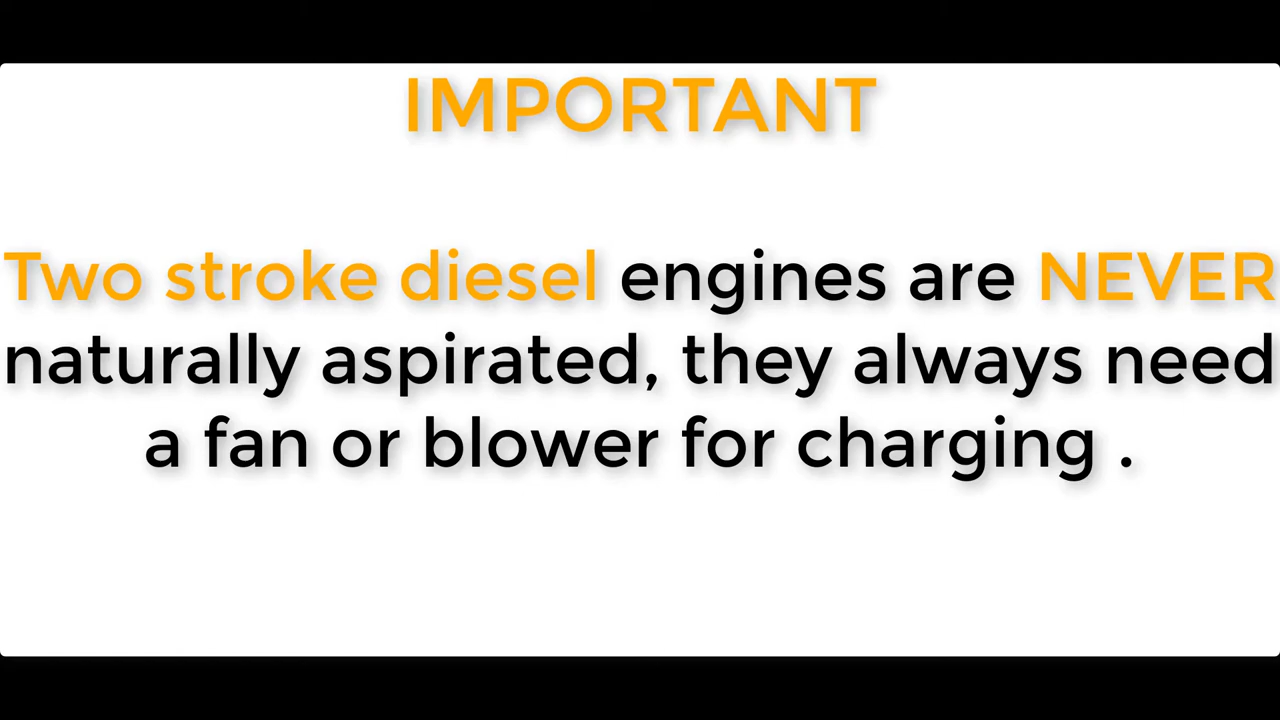 IMPORTANT
Two stroke diesel engines are NEVER
naturally aspirated, they always need
a fan or blower for charging .